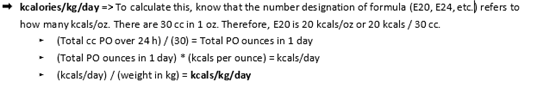 ➡ kcalories/kg/day => To calculate this, know that the number designation of formula (E20, E24, etc.) refers to
how many kcals/oz. There are 30 cc in 1 oz. Therefore, E20 is 20 kcals/oz or 20 kcals / 30 cc.
▸ (Total cc PO over 24 h) / (30) = Total PO ounces in 1 day
▸ (Total PO ounces in 1 day) * (kcals per ounce) = kcals/day
▸ (kcals/day) / (weight in kg) = kcals/kg/day